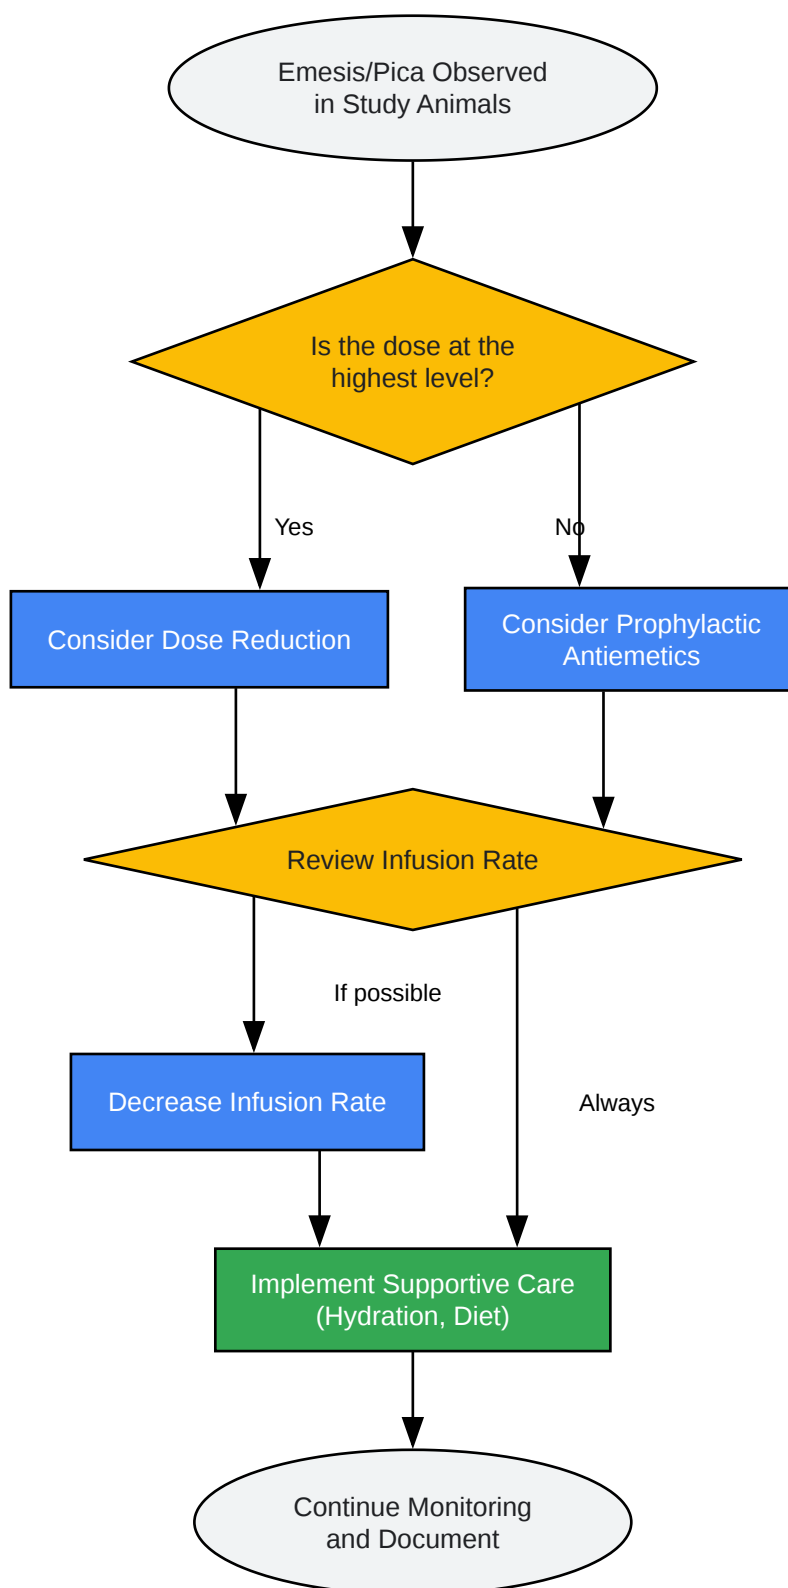 Emesis/Pica Observed
in Study Animals
Is the dose at the
highest level?
Yes
No
Consider Dose Reduction
Consider Prophylactic
Antiemetics
Review Infusion Rate
If possible
Decrease Infusion Rate
Always
Implement Supportive Care
(Hydration, Diet)
Continue Monitoring
and Document